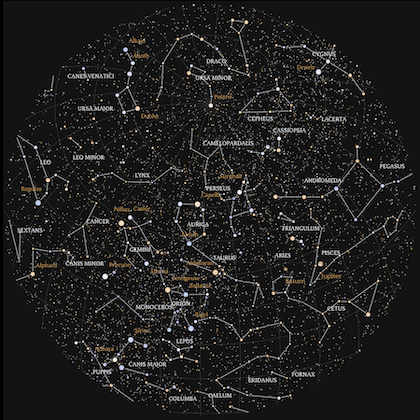 DRACO
CYGNUS
Deneb
CANES VENATICI
URSA MINOR
Polaris
URSA MAJOR
Dubhe
CEPHEUS
LACERTA
CASSIOPEIA
CAMELOPARDALIS
LEO
LEO MINOR
LYNX
PEGASUS
ANDROMEDA
Regulus
PERSEUS
Capella
CANCER
Pollux
Castor
AURIGA
TRIANGULUM
SEXTANS
GEMINI
TAURUS
ARIES
PISCES
Alphard
CANIS MINOR
Procyon
Alhena
Aldebaran
Betelgeuse
Bellatrix
Saturn
Jupiter
MONOCEROS
ORION
Rigel
CETUS
Sirius
LEPUS
Adhara
CANIS MAJOR
PUPPIS
ERIDANUS
FORNAX
COLUMBA
CAELUM